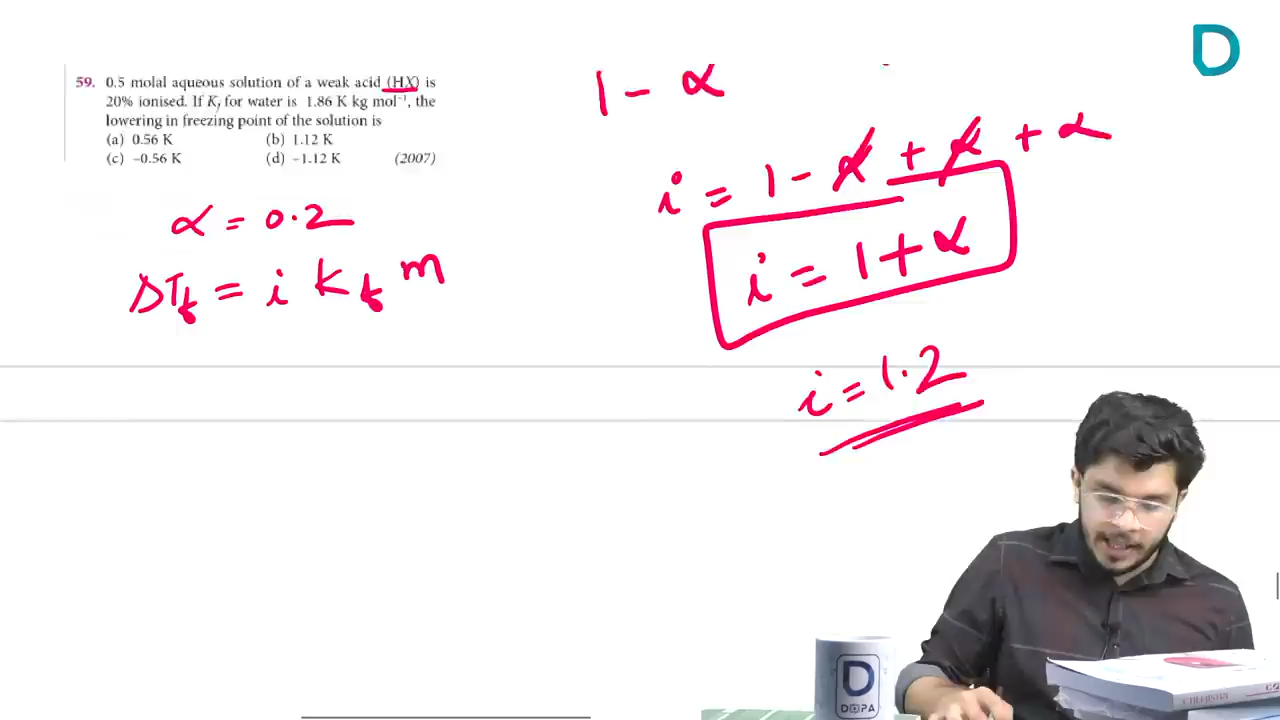 59. 0.5 molal aqueous solution of a weak acid (HX) is
20% ionised. If Kf for water is 1.86 K kg mol⁻¹, the
lowering in freezing point of the solution is
(a) 0.56 K (b) 1.12 K
(c) –0.56 K (d) –1.12 K (2007)
α = 0.2
ΔTf = i Kf m
1 - α
i = 1 - α + α + α
i = 1 + α
i = 1.2
D
D
DOPA
CHEMISTRY